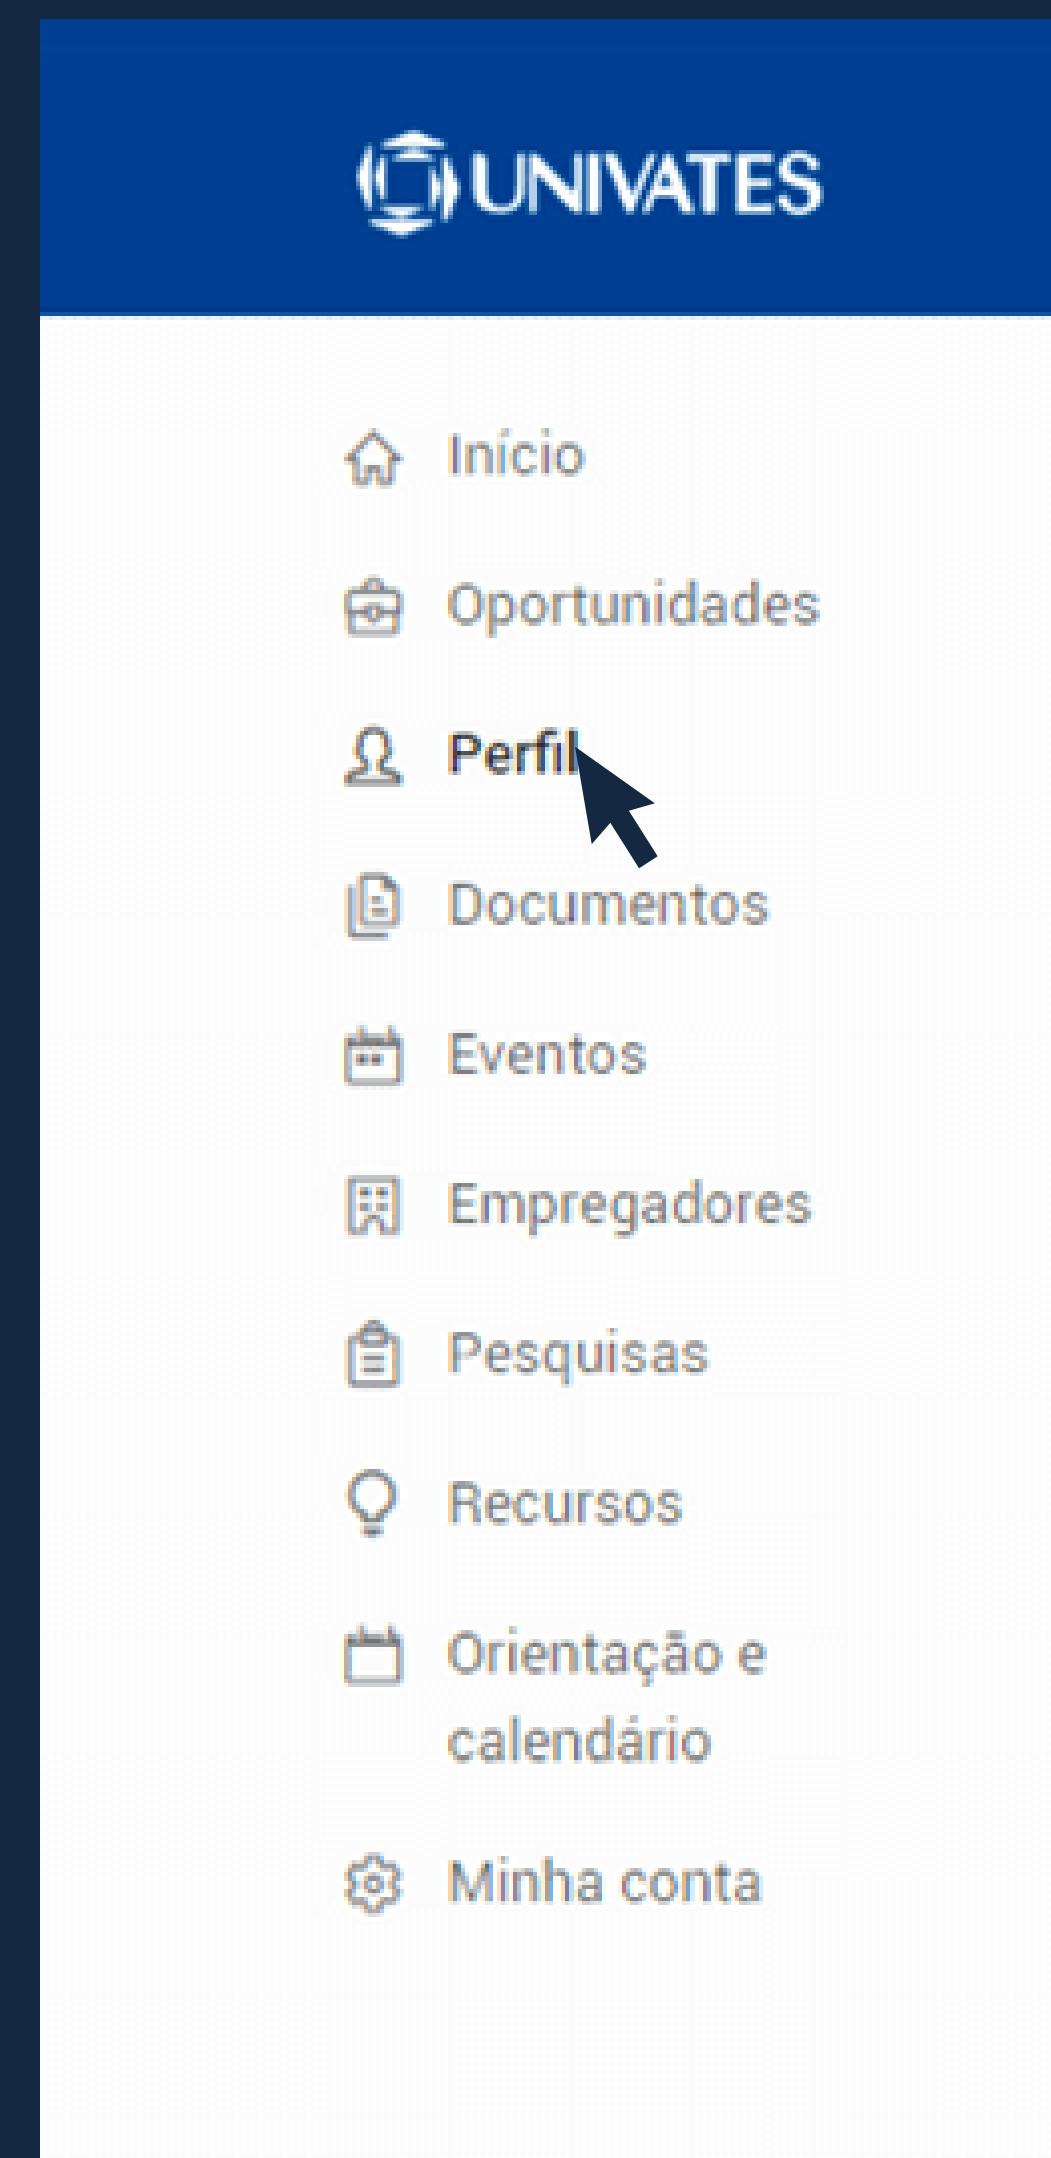 UNIVATES
Início
Oportunidades
Perfil
Documentos
Eventos
Empregadores
Pesquisas
Recursos
Orientação e
calendário
Minha conta